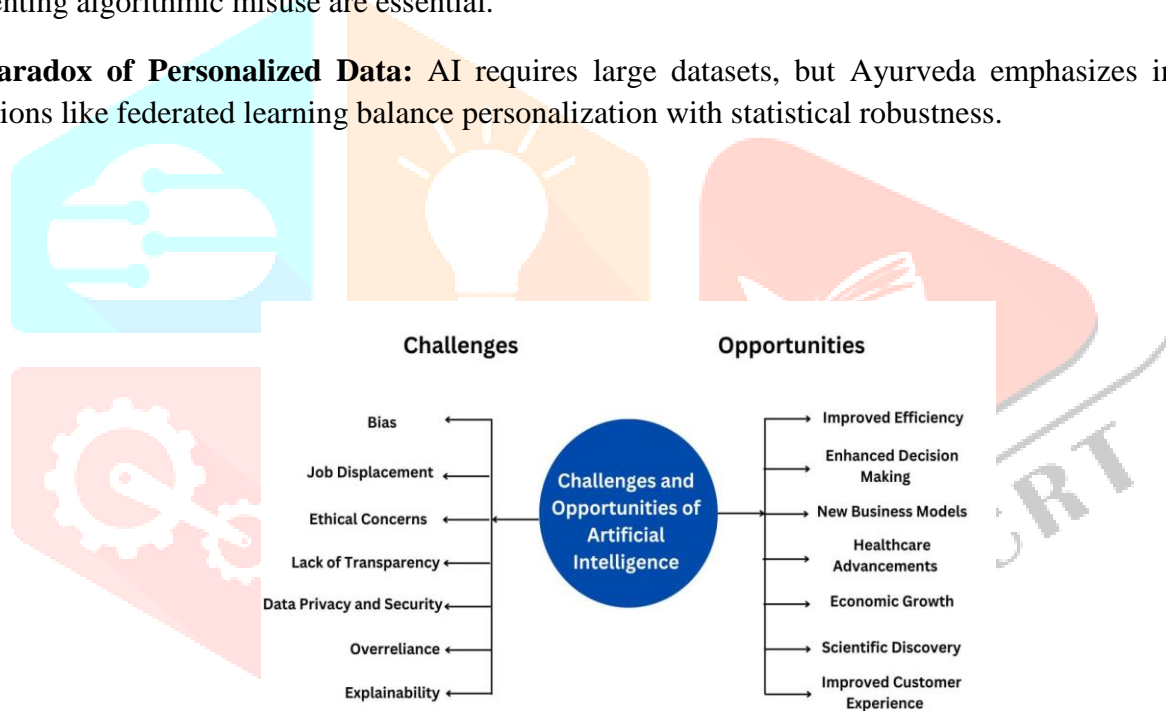 enting algorithmic misuse are essential.
aradox of Personalized Data: AI requires large datasets, but Ayurveda emphasizes in
ions like federated learning balance personalization with statistical robustness.
Challenges
Bias
Job Displacement
Ethical Concerns
Lack of Transparency
Data Privacy and Security
Overreliance
Explainability
Challenges and
Opportunities of
Artificial
Intelligence
Opportunities
Improved Efficiency
Enhanced Decision
Making
New Business Models
Healthcare
Advancements
Economic Growth
Scientific Discovery
Improved Customer
Experience
CRT